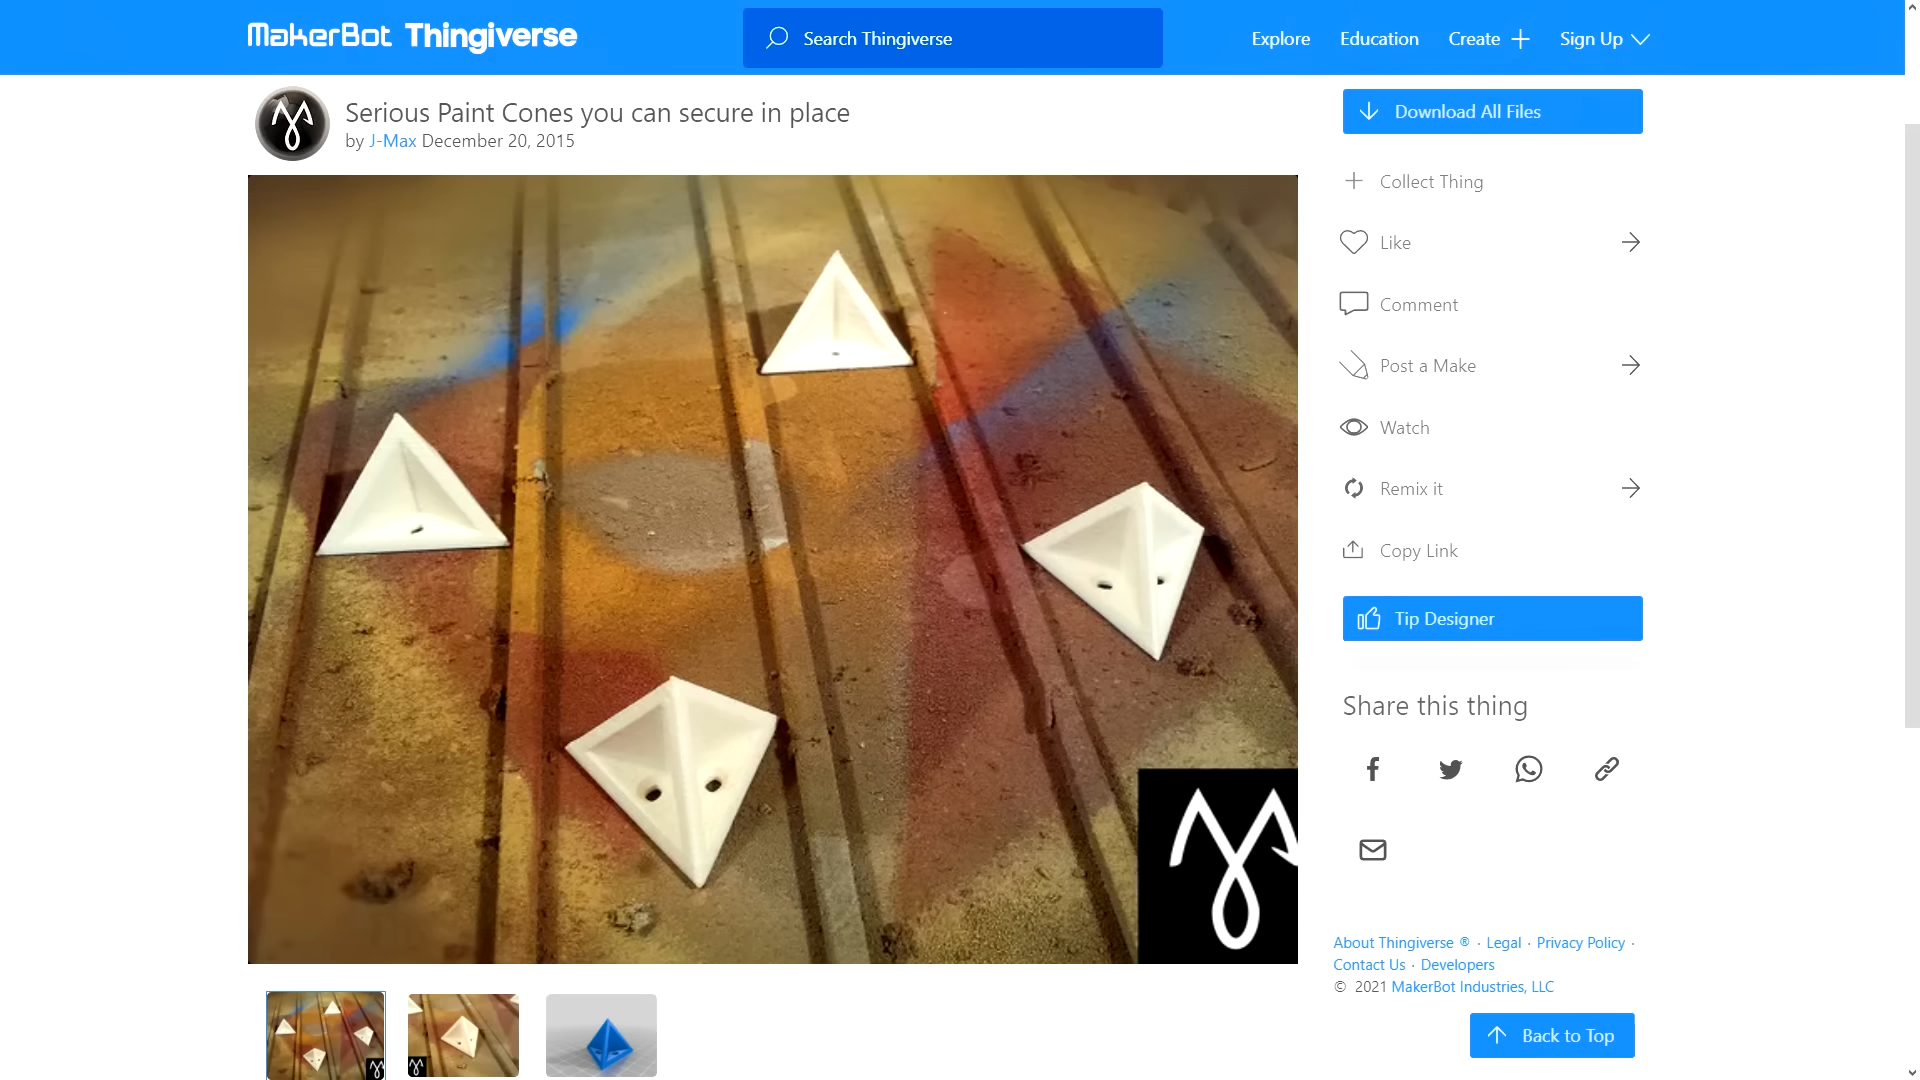 MakerBot Thingiverse
Search Thingiverse
Explore
Education
Create
Sign Up
Serious Paint Cones you can secure in place
by J-Max December 20, 2015
Download All Files
Collect Thing
Like
Comment
Post a Make
Watch
Remix it
Copy Link
Tip Designer
Share this thing
About Thingiverse ® · Legal · Privacy Policy ·
Contact Us · Developers
© 2021 MakerBot Industries, LLC
Back to Top